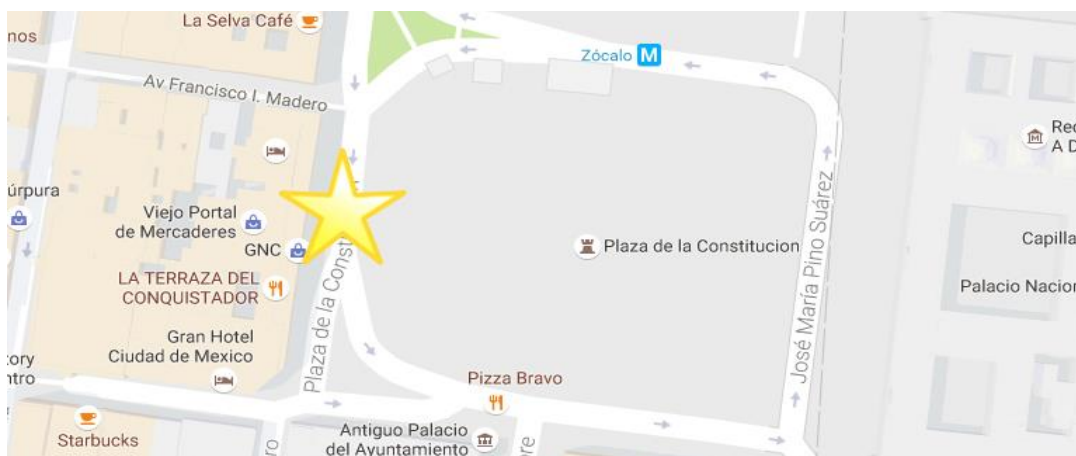 La Selva Café
nos
Zócalo M
Av Francisco I. Madero
Rec
A D
úrpura
Viejo Portal
de Mercaderes
GNC
Plaza de la Const
Plaza de la Constitucion
José María Pino Suárez
Capilla
LA TERRAZA DEL
CONQUISTADOR
Palacio Nacion
Gran Hotel
Ciudad de Mexico
tory
ntro
Pizza Bravo
Starbucks
Antiguo Palacio
del Ayuntamiento
ro
re